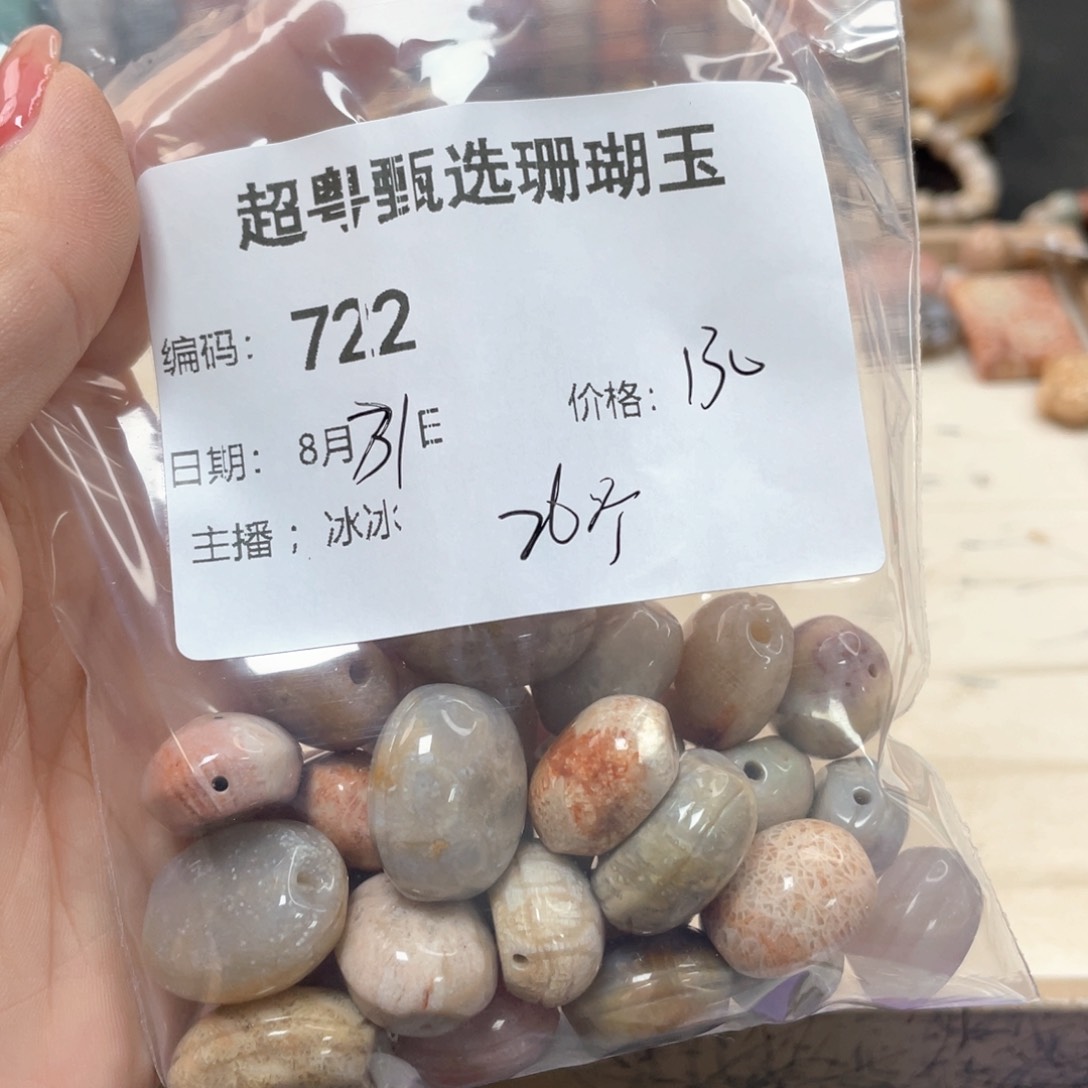 超粤甄选珊瑚玉
编码：722
价格：130
日期：8月31日
主播；冰冰
26个